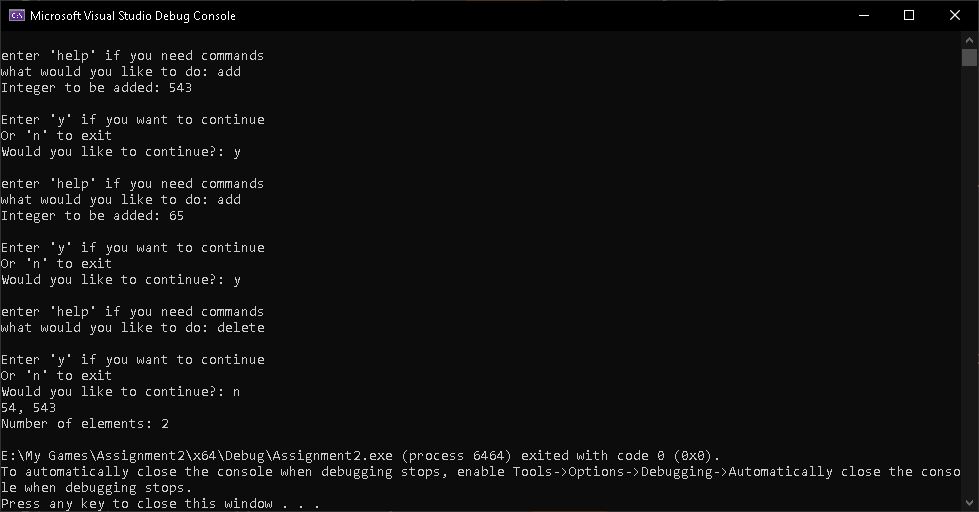 Microsoft Visual Studio Debug Console
enter 'help' if you need commands
what would you like to do: add
Integer to be added: 543
Enter 'y' if you want to continue
Or 'n' to exit
Would you like to continue?: y
enter 'help' if you need commands
what would you like to do: add
Integer to be added: 65
Enter 'y' if you want to continue
Or 'n' to exit
Would you like to continue?: y
enter 'help' if you need commands
what would you like to do: delete
Enter 'y' if you want to continue
Or 'n' to exit
Would you like to continue?: n
54, 543
Number of elements: 2
E:\My Games\Assignment2\x64\Debug\Assignment2.exe (process 6464) exited with code 0 (0x0).
To automatically close the console when debugging stops, enable Tools->Options->Debugging->Automatically close the conso
le when debugging stops.
Press any key to close this window . . .